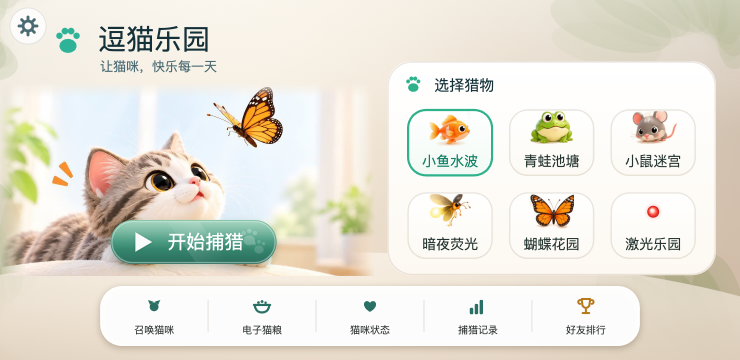 逗猫乐园
让猫咪，快乐每一天
开始捕猎
选择猎物
小鱼水波
青蛙池塘
小鼠迷宫
暗夜荧光
蝴蝶花园
激光乐园
召唤猫咪
电子猫粮
猫咪状态
捕猎记录
好友排行